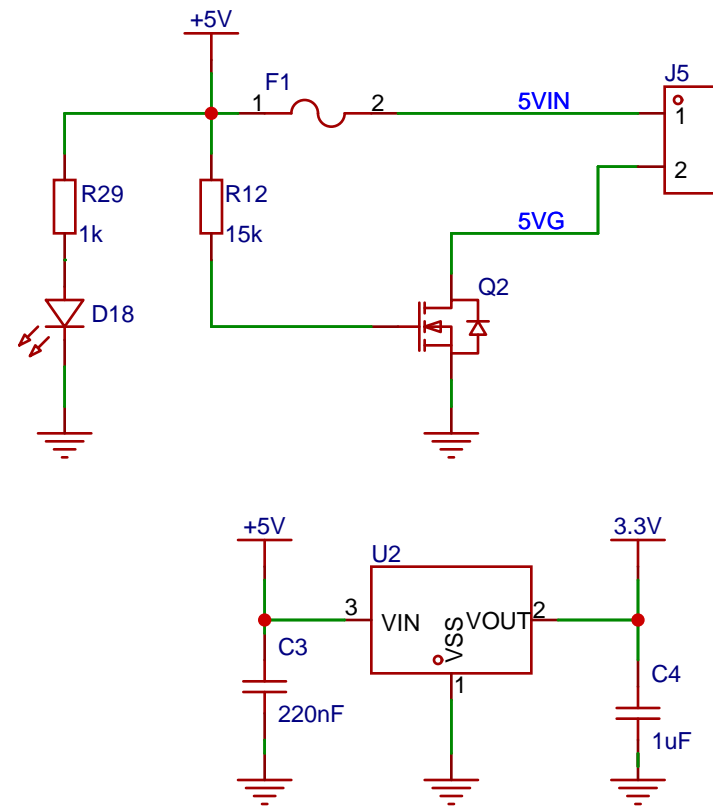 +5V
F1
J5
1
2
5VIN
1
R29
R12
2
1k
15k
5VG
Q2
D18
+5V
3.3V
U2
3
VIN
VSS
VOUT
2
C3
1
C4
220nF
1uF